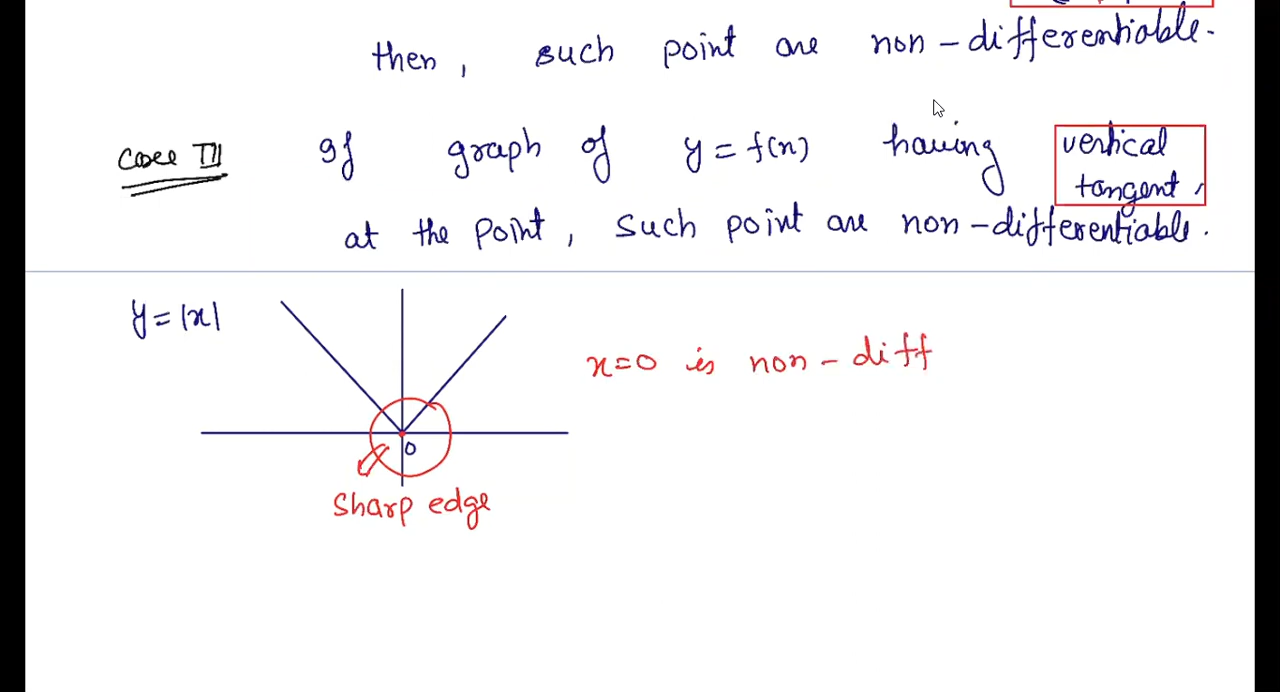 then, such point are non-differentiable.
Case III If graph of y = f(x) having vertical tangent,
at the point, such point are non-differentiable.
y = |x|
x=0 is non-diff
0
Sharp edge